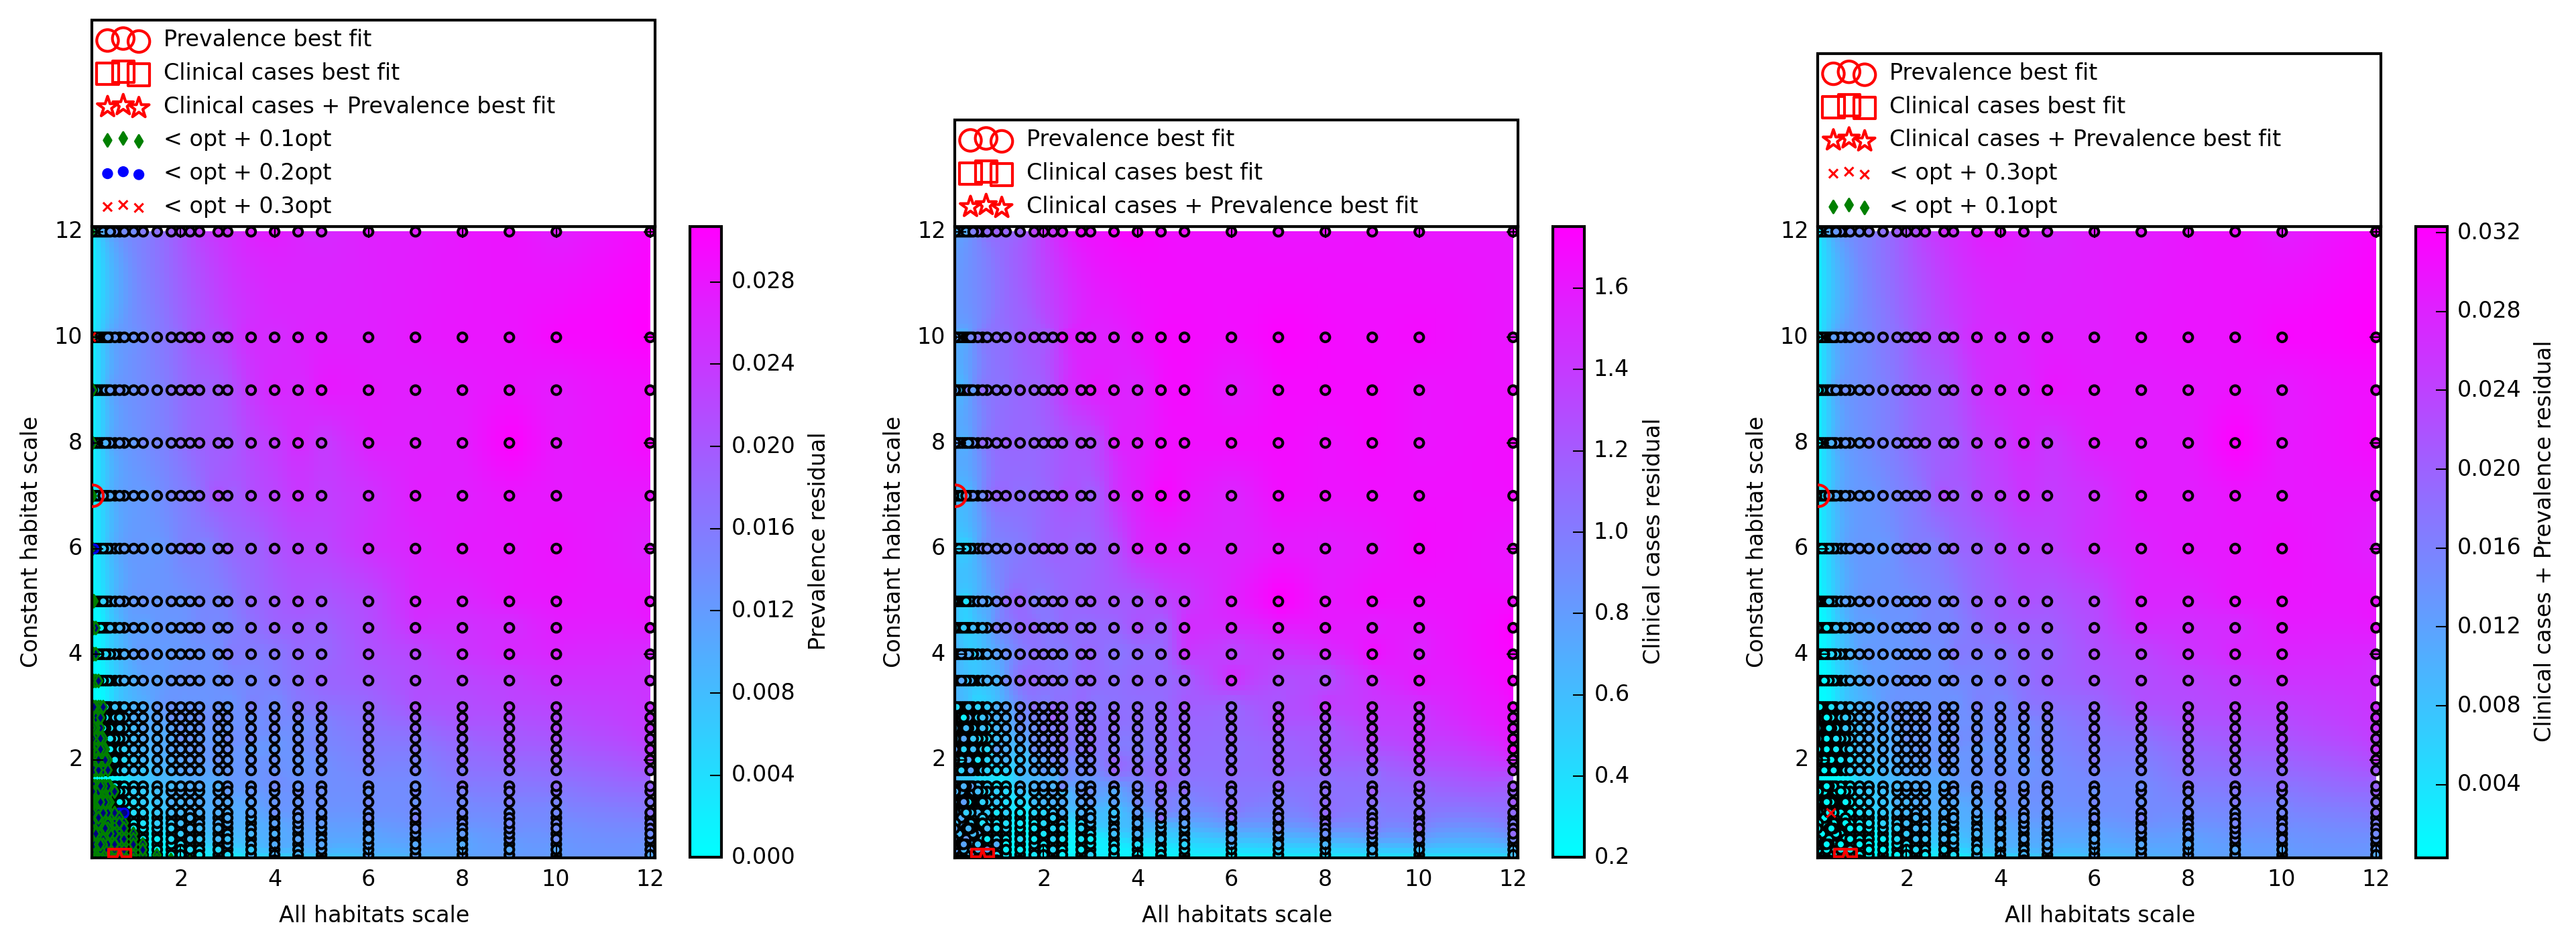 Prevalence best fit
Clinical cases best fit
Clinical cases + Prevalence best fit
< opt + 0.1opt
< opt + 0.2opt
< opt + 0.3opt
12
10
8
6
4
2
Constant habitat scale
2 4 6 8 10 12
All habitats scale
0.028
0.024
0.020
0.016
0.012
0.008
0.004
0.000
Prevalence residual
Prevalence best fit
Clinical cases best fit
Clinical cases + Prevalence best fit
12
10
8
6
4
2
Constant habitat scale
2 4 6 8 10 12
All habitats scale
1.6
1.4
1.2
1.0
0.8
0.6
0.4
0.2
Clinical cases residual
Prevalence best fit
Clinical cases best fit
Clinical cases + Prevalence best fit
< opt + 0.3opt
< opt + 0.1opt
12
10
8
6
4
2
Constant habitat scale
2 4 6 8 10 12
All habitats scale
0.032
0.028
0.024
0.020
0.016
0.012
0.008
0.004
Clinical cases + Prevalence residual